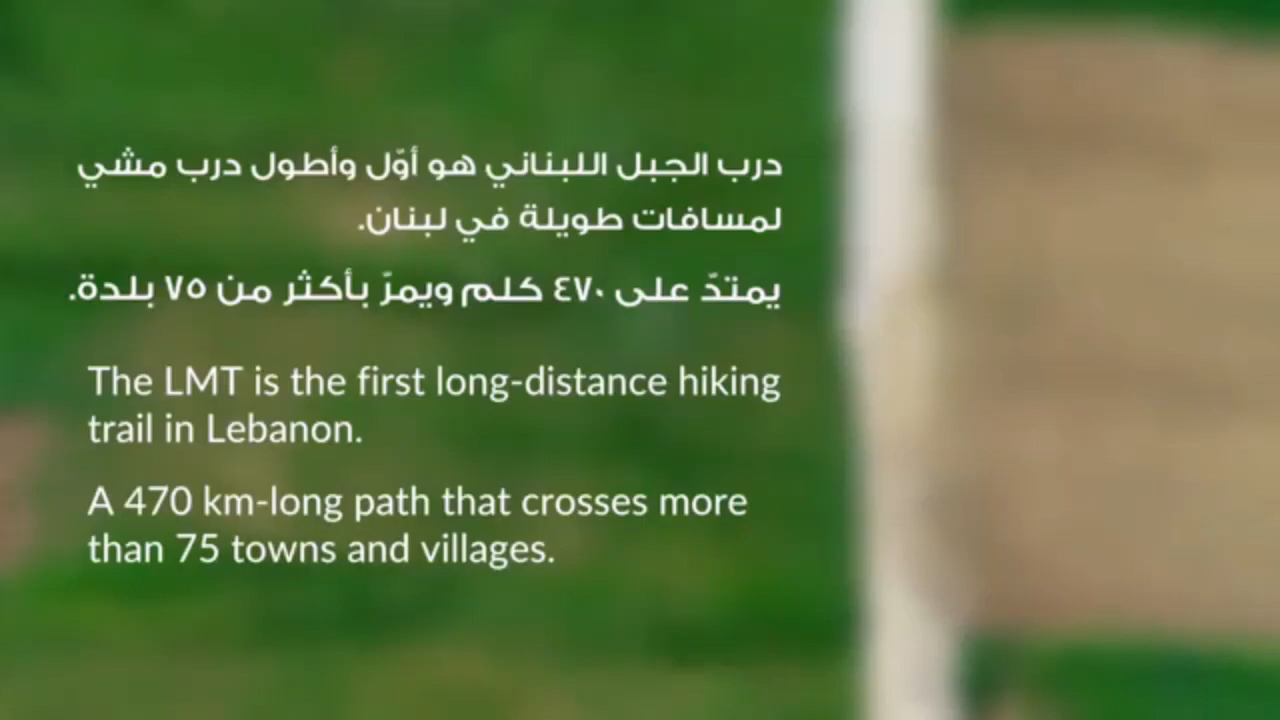 درب الجبل اللبناني هو أوّل وأطول درب مشي
لمسافات طويلة في لبنان.
يمتدّ على ٤٧٠ كلم ويمرّ بأكثر من ٧٥ بلدة.
The LMT is the first long-distance hiking
trail in Lebanon.
A 470 km-long path that crosses more
than 75 towns and villages.